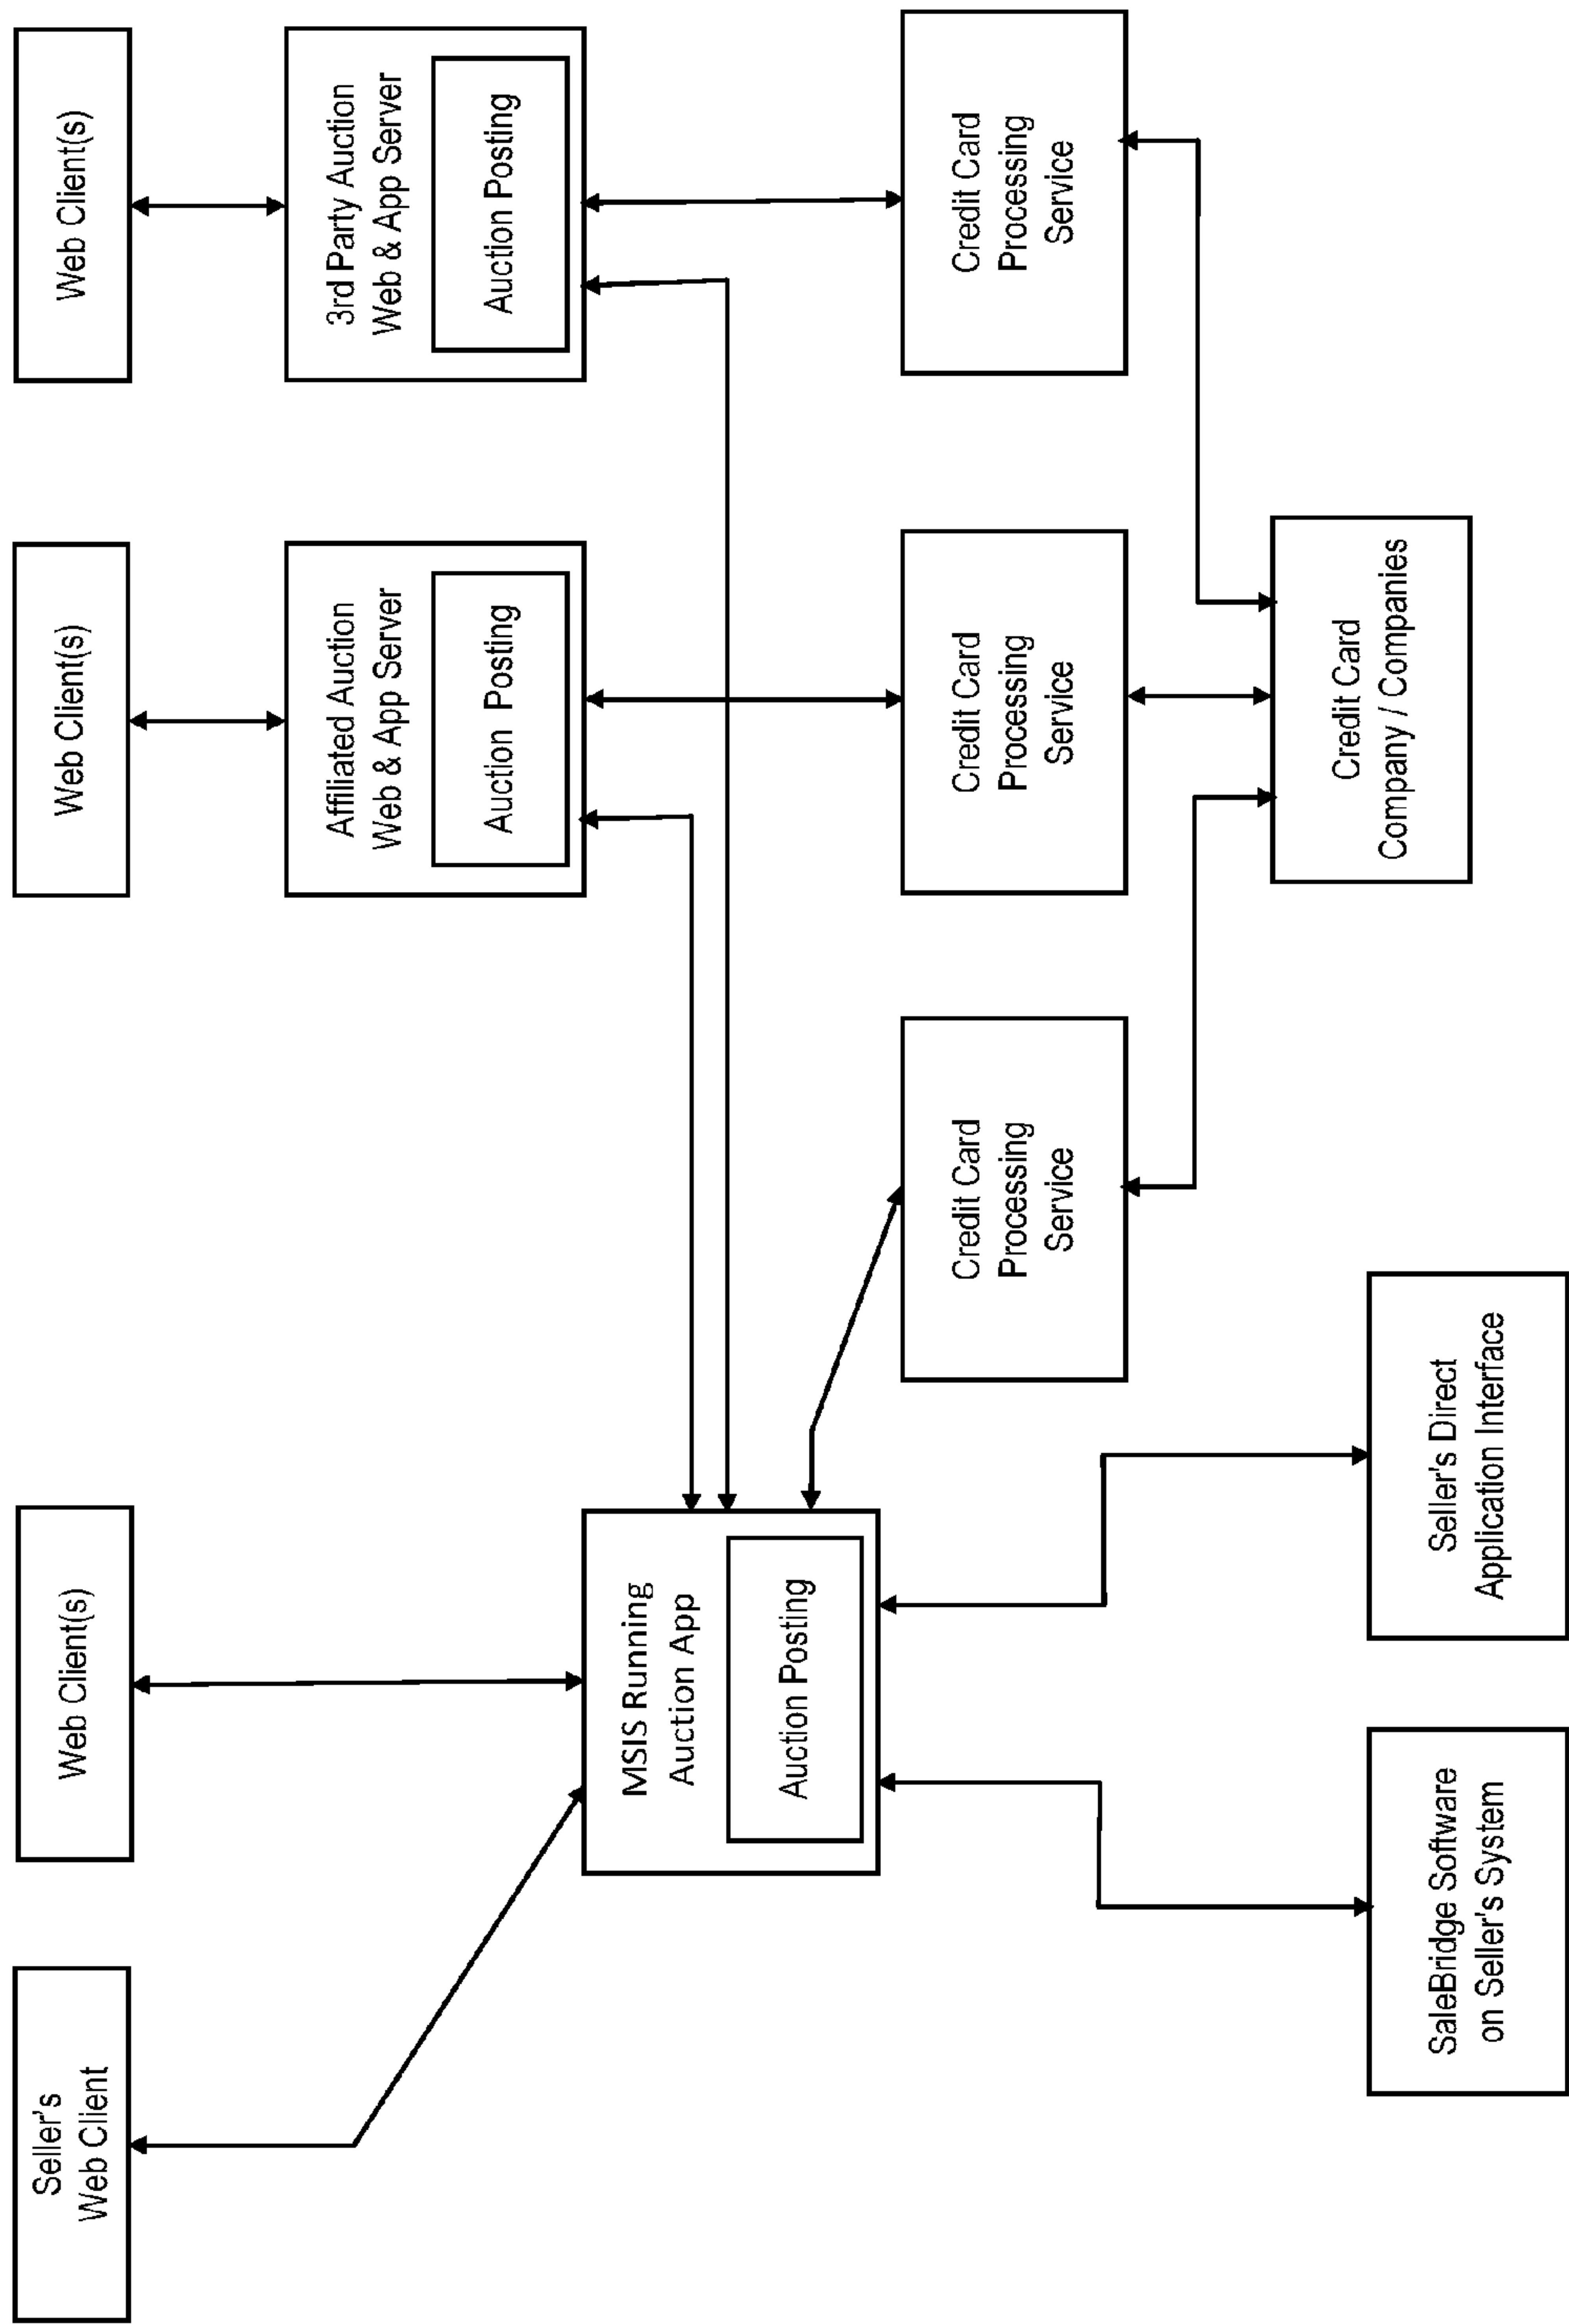 Seller's
Web Client
Web Client(s)
Web Client(s)
Web Client(s)
Affiliated Auction
Web & App Server
Auction Posting
3rd Party Auction
Web & App Server
Auction Posting
MSIS Running
Auction App
Auction Posting
Credit Card
Processing
Service
Credit Card
Processing
Service
Credit Card
Processing
Service
SaleBridge Software
on Seller's System
Seller's Direct
Application Interface
Credit Card
Company / Companies